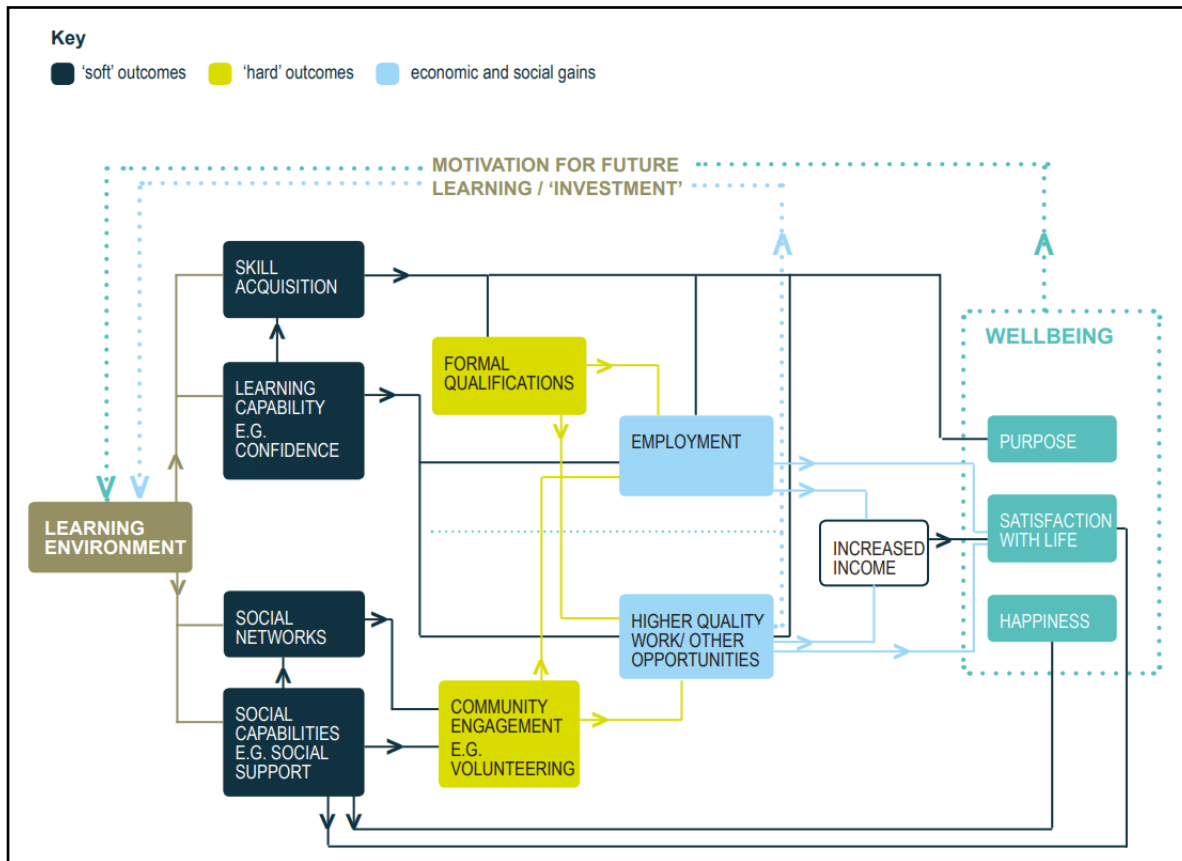 Key
‘soft’ outcomes
‘hard’ outcomes
economic and social gains
MOTIVATION FOR FUTURE
LEARNING / ‘INVESTMENT’
SKILL
ACQUISITION
LEARNING
CAPABILITY
E.G.
CONFIDENCE
LEARNING
ENVIRONMENT
SOCIAL
NETWORKS
SOCIAL
CAPABILITIES
E.G. SOCIAL
SUPPORT
FORMAL
QUALIFICATIONS
COMMUNITY
ENGAGEMENT
E.G.
VOLUNTEERING
EMPLOYMENT
HIGHER QUALITY
WORK/ OTHER
OPPORTUNITIES
INCREASED
INCOME
WELLBEING
PURPOSE
SATISFACTION
WITH LIFE
HAPPINESS